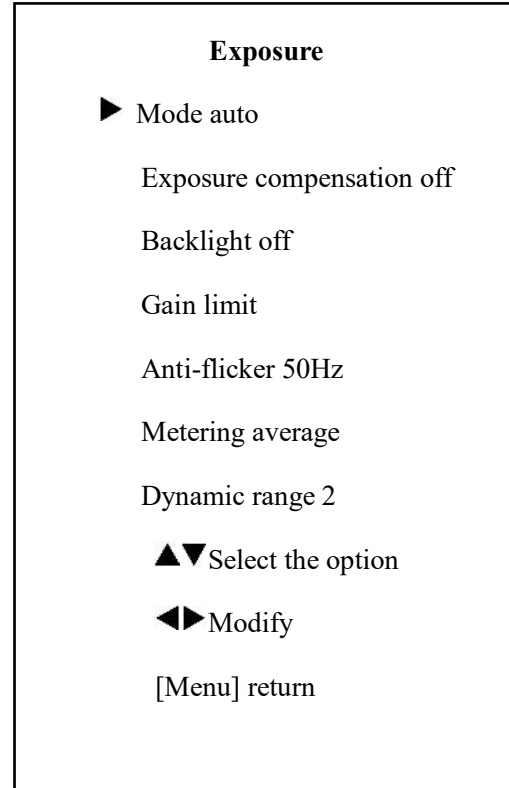 Exposure
▶ Mode auto
Exposure compensation off
Backlight off
Gain limit
Anti-flicker 50Hz
Metering average
Dynamic range 2
▲▼Select the option
◀▶Modify
[Menu] return